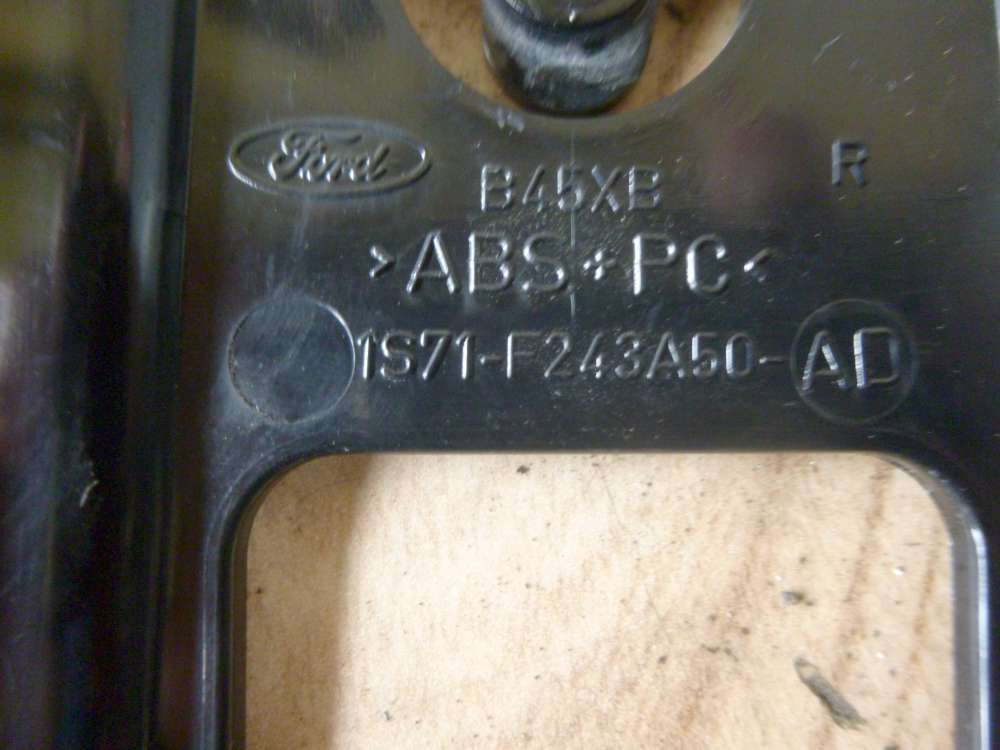 Ford
B45XB R
>ABS+PC<
1S71-F243A50-AD